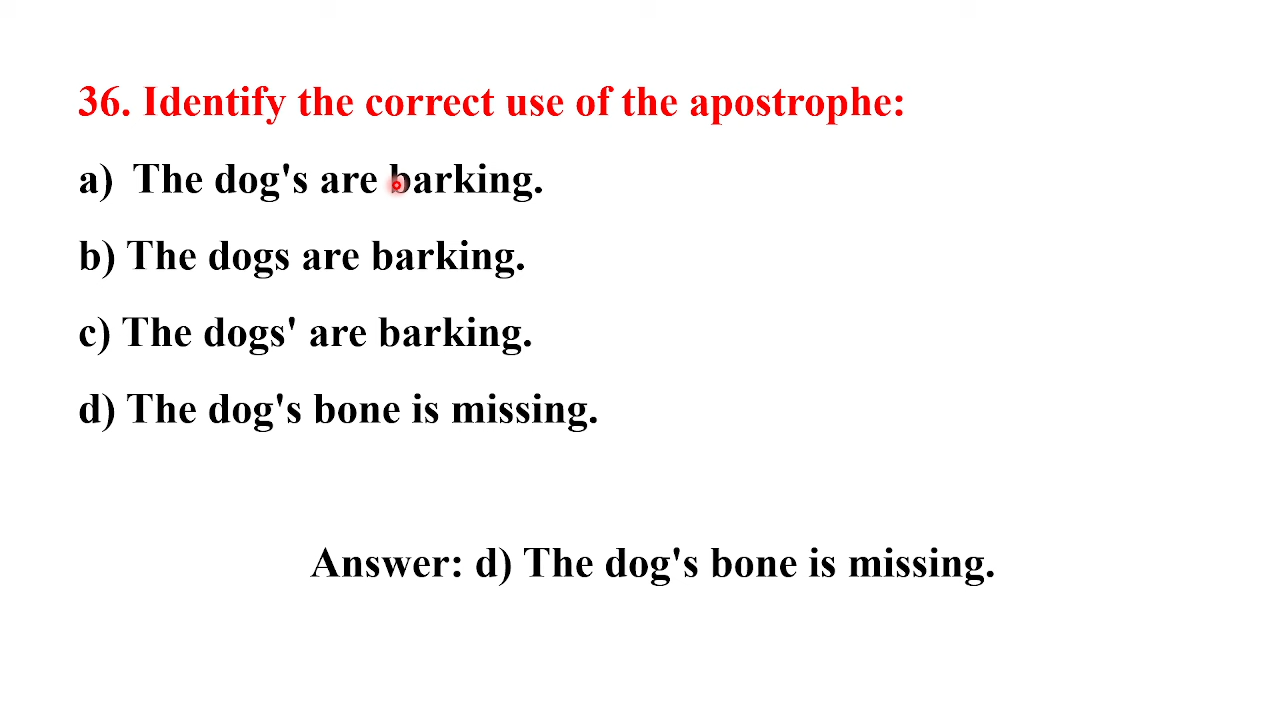 36. Identify the correct use of the apostrophe:
a) The dog's are barking.
b) The dogs are barking.
c) The dogs' are barking.
d) The dog's bone is missing.
Answer: d) The dog's bone is missing.